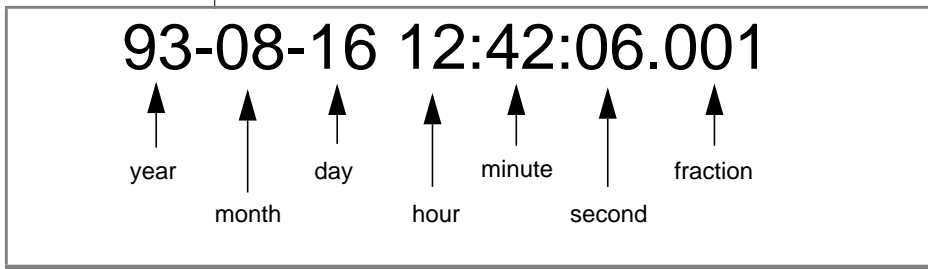 93-08-16 12:42:06.001
year day minute fraction
month hour second